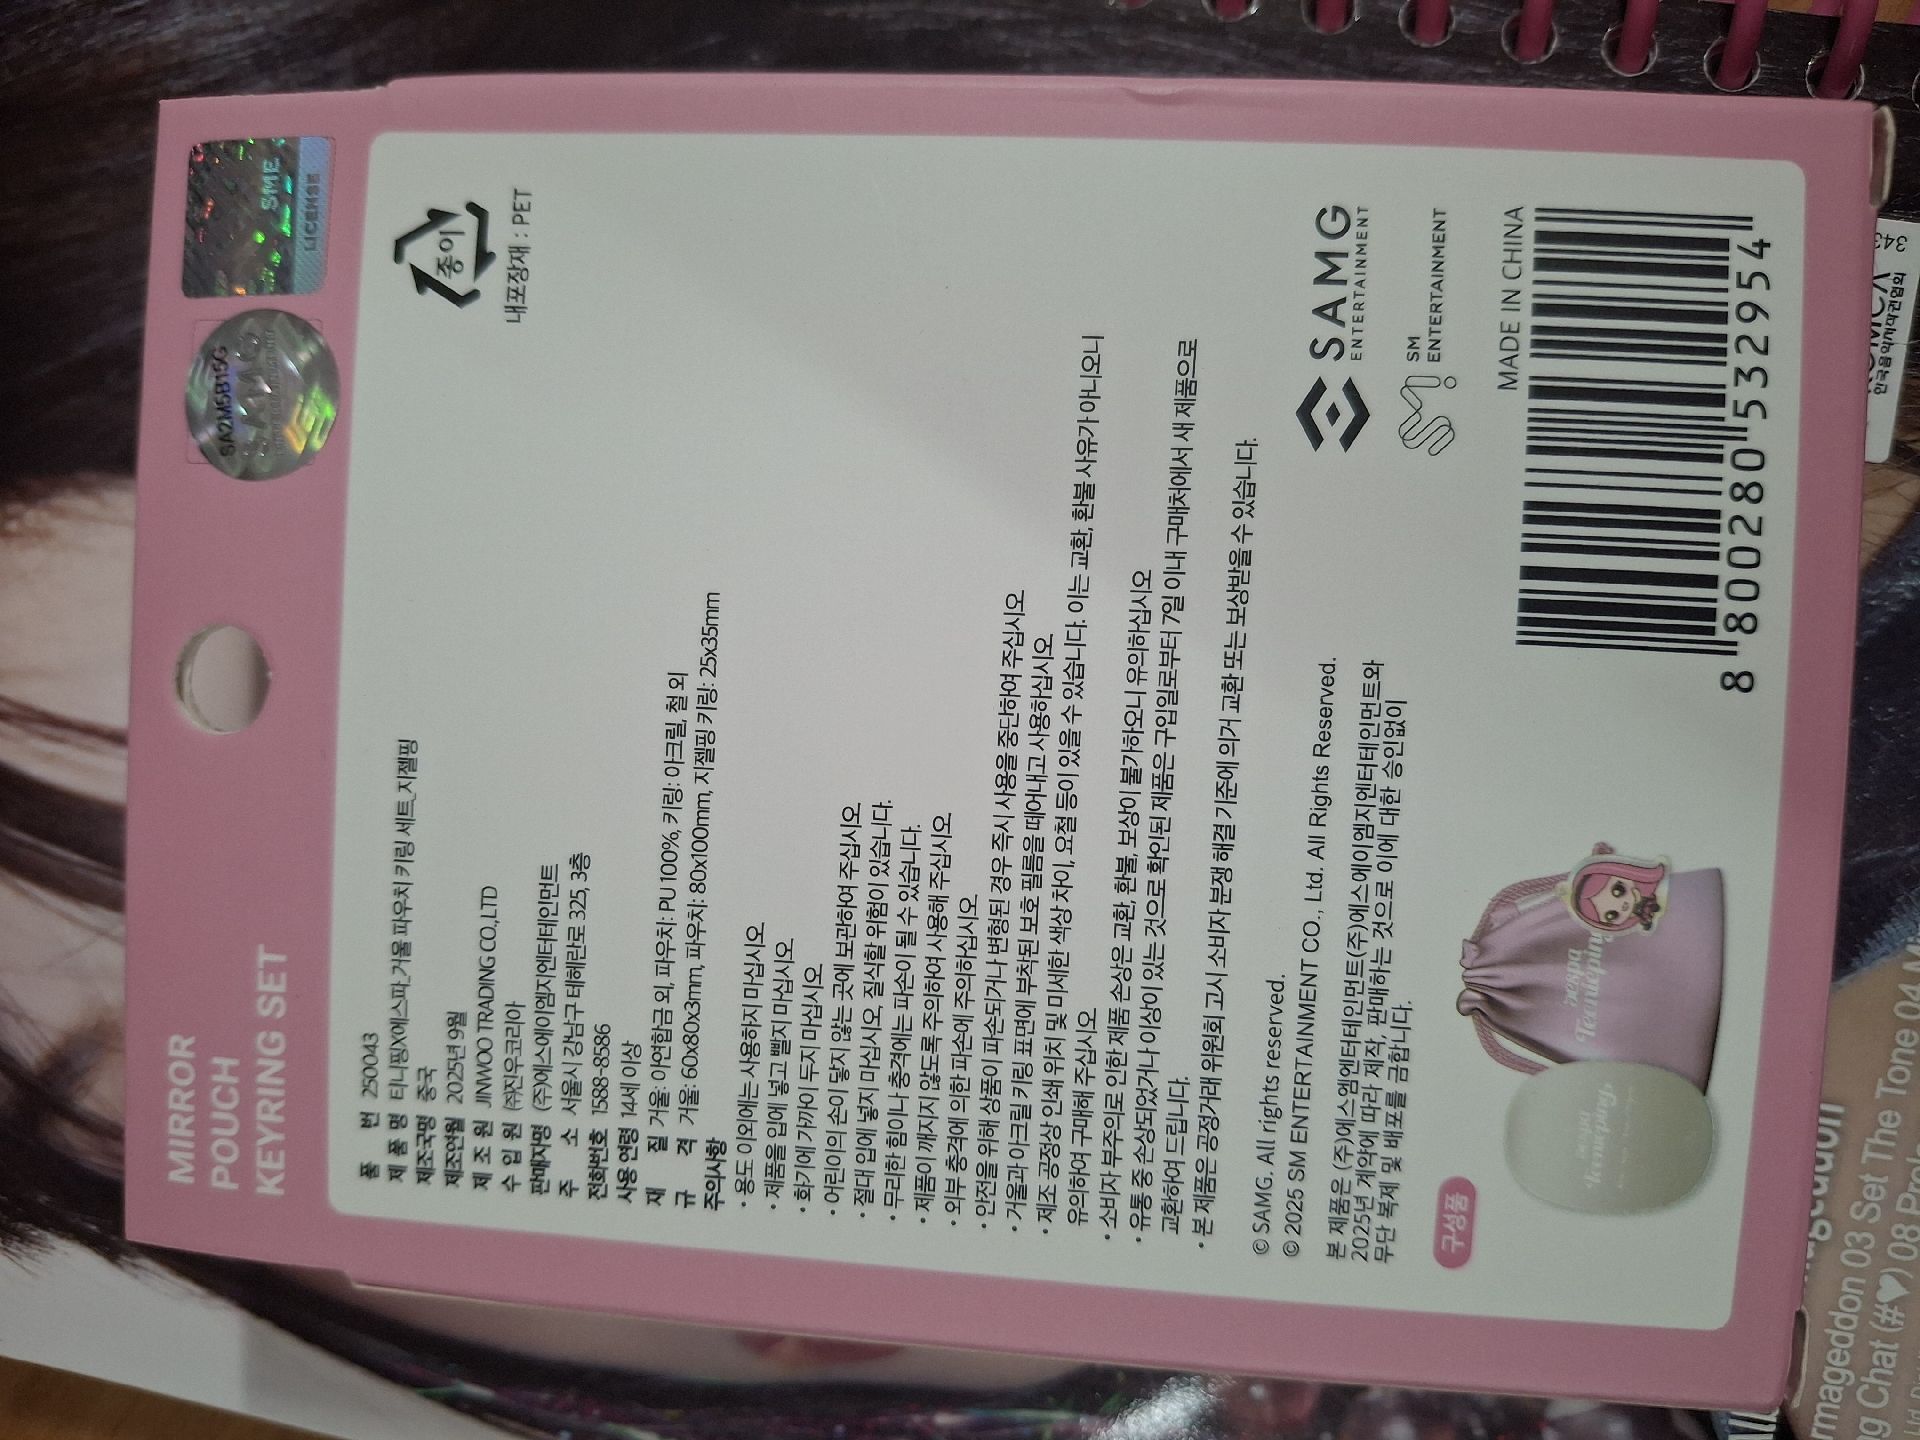 MIRROR
POUCH
KEYRING SET
SA2M5B15G
SAMG
SME
LICENSE
종이
내포장재 : PET
품 번 250043
제 품 명 티니핑X에스파_거울 파우치 키링 세트_지젤핑
제조국명 중국
제조연월 2025년 9월
제 조 원 JINWOO TRADING CO.,LTD
수 입 원 ㈜진우코리아
판매자명 (주)에스에이엠지엔터테인먼트
주 소 서울시 강남구 테헤란로 325, 3층
전화번호 1588-8586
사용연령 14세 이상
재 질 거울: 아연합금 외, 파우치: PU 100%, 키링: 아크릴, 철 외
규 격 거울: 60x80x3mm, 파우치: 80x100mm, 지젤핑 키링: 25x35mm
주의사항
· 용도 이외에는 사용하지 마십시오
· 제품을 입에 넣고 빨지 마십시오
· 화기에 가까이 두지 마십시오
· 어린이의 손이 닿지 않는 곳에 보관하여 주십시오
· 절대 입에 넣지 마십시오. 질식할 위험이 있습니다.
· 무리한 힘이나 충격에는 파손이 될 수 있습니다.
· 제품이 깨지지 않도록 주의하여 사용해 주십시오
· 외부 충격에 의한 파손에 주의하십시오
· 안전을 위해 상품이 파손되거나 변형된 경우 즉시 사용을 중단하여 주십시오
· 거울과 아크릴 키링 표면에 부착된 보호 필름을 떼어내고 사용하십시오
· 제조 공정상 인쇄 위치 및 미세한 색상 차이, 요철 등이 있을 수 있습니다. 이는 교환, 환불 사유가 아니오니
유의하여 구매해 주십시오
· 소비자 부주의로 인한 제품 손상은 교환, 환불, 보상이 불가하오니 유의하십시오
· 유통 중 손상되었거나 이상이 있는 것으로 확인된 제품은 구입일로부터 7일 이내 구매처에서 새 제품으로
교환하여 드립니다.
· 본 제품은 공정거래 위원회 고시 소비자 분쟁 해결 기준에 의거 교환 또는 보상받을 수 있습니다.
© SAMG. All rights reserved.
© 2025 SM ENTERTAINMENT CO., Ltd. All Rights Reserved.
본 제품은 (주)에스엠엔터테인먼트(주)에스에이엠지엔터테인먼트와
2025년 계약에 따라 제작, 판매하는 것으로 이에 대한 승인없이
무단 복제 및 배포를 금합니다.
SAMG
ENTERTAINMENT
SM
ENTERTAINMENT
구성품
aespa
Teenieping
aespa
Teenieping
MADE IN CHINA
8 800280 532954
KOMCA
한국음악저작권협회
343
rmageddon 03 Set The Tone 04 M
ng Chat (#♥) 08 Prolo